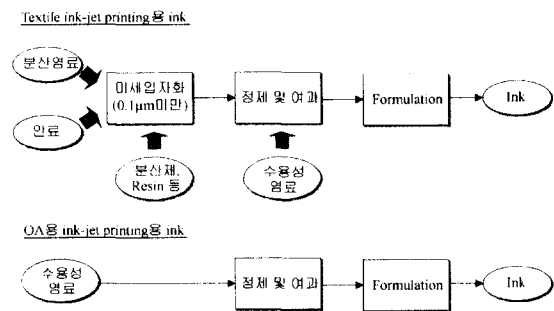 Textile ink-jet printing용 ink
분산염료
안료
미세입자화
(0.1μm미만)
정제 및 여과
Formulation
Ink
분산제,
Resin 등
수용성
염료
OA용 ink-jet printing용 ink
수용성
염료
정제 및 여과
Formulation
Ink